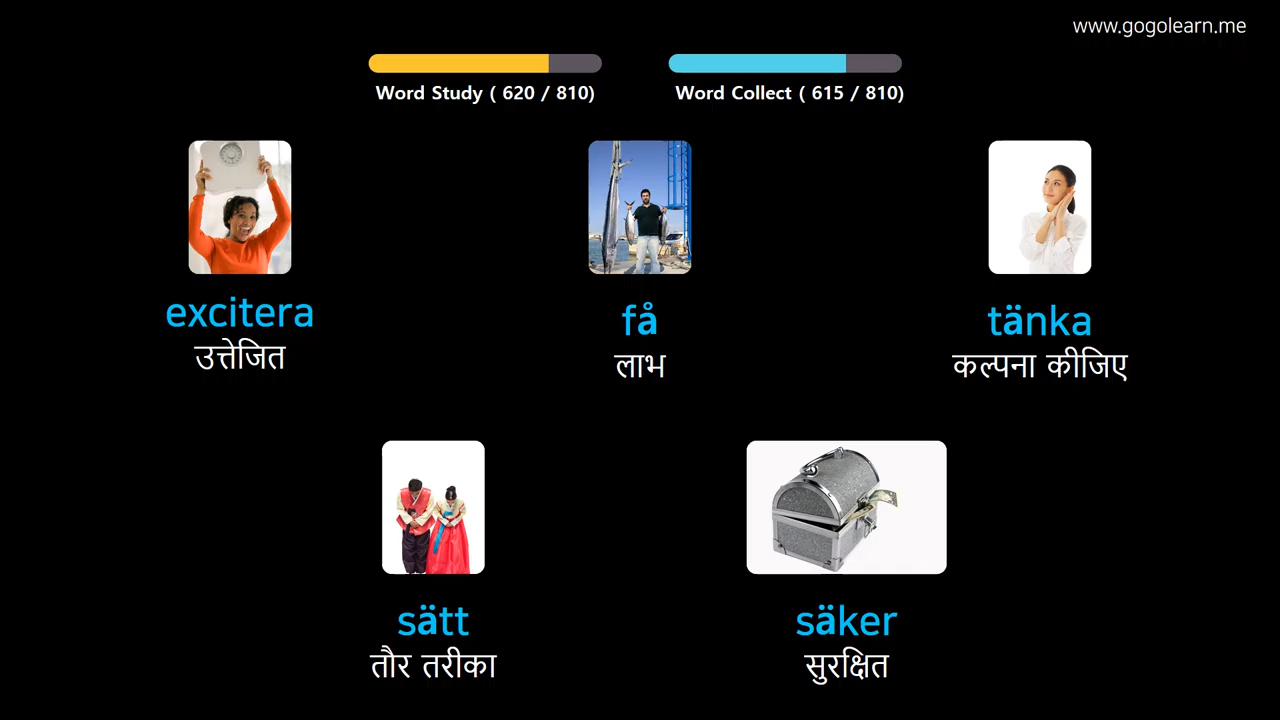 www.gogolearn.me
Word Study ( 620 / 810)
Word Collect ( 615 / 810)
excitera
उत्तेजित
få
लाभ
tänka
कल्पना कीजिए
sätt
तौर तरीका
säker
सुरक्षित